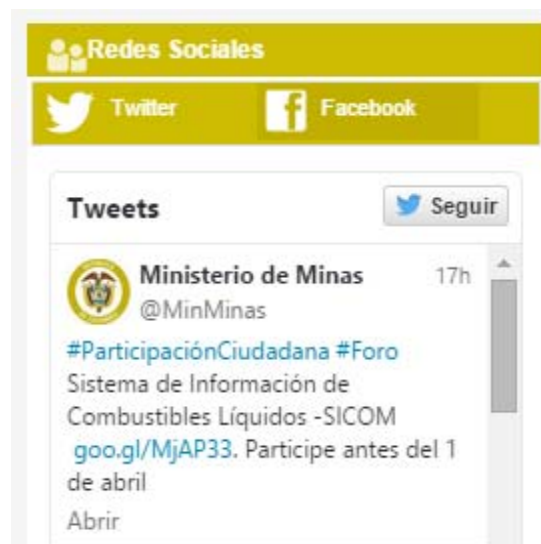 Redes Sociales
Twitter
Facebook
Tweets
Seguir
Ministerio de Minas
17h
@MinMinas
#ParticipaciónCiudadana #Foro
Sistema de Información de
Combustibles Líquidos -SICOM
goo.gl/MjAP33. Participe antes del 1
de abril
Abrir